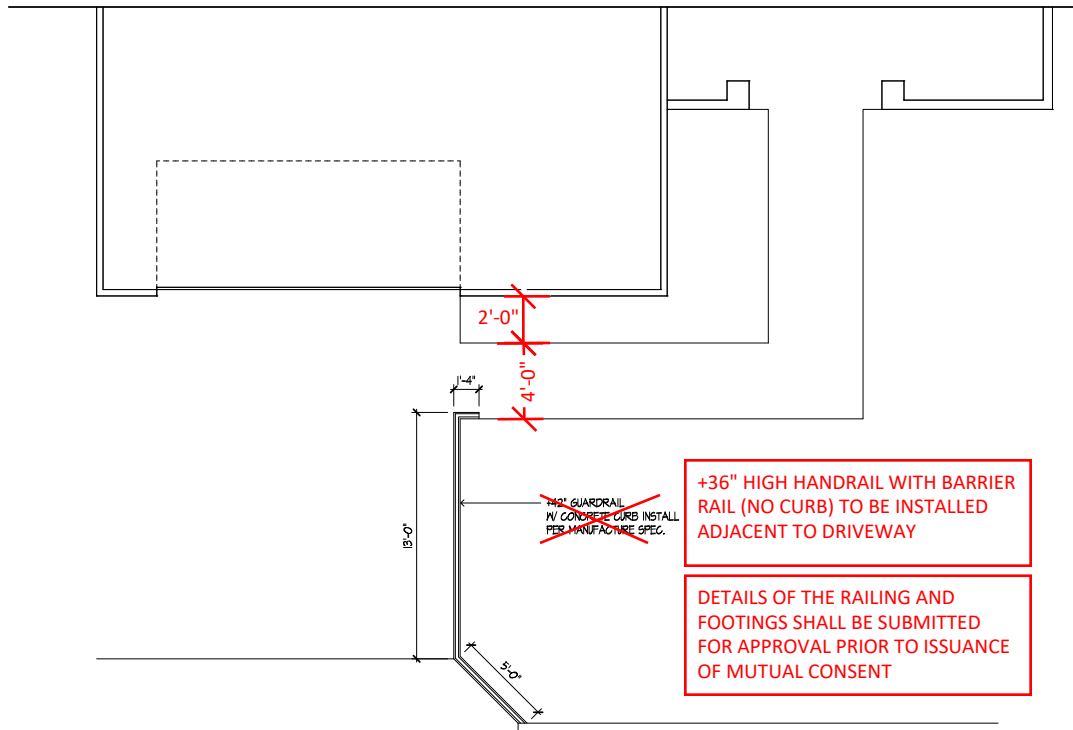 2'-0"
4'-0"
1'-4"
13'-0"
+42" GUARDRAIL
W/ CONCRETE CURB INSTALL
PER MANUFACTURE SPEC.
+36" HIGH HANDRAIL WITH BARRIER
RAIL (NO CURB) TO BE INSTALLED
ADJACENT TO DRIVEWAY
DETAILS OF THE RAILING AND
FOOTINGS SHALL BE SUBMITTED
FOR APPROVAL PRIOR TO ISSUANCE
OF MUTUAL CONSENT
5'-0"